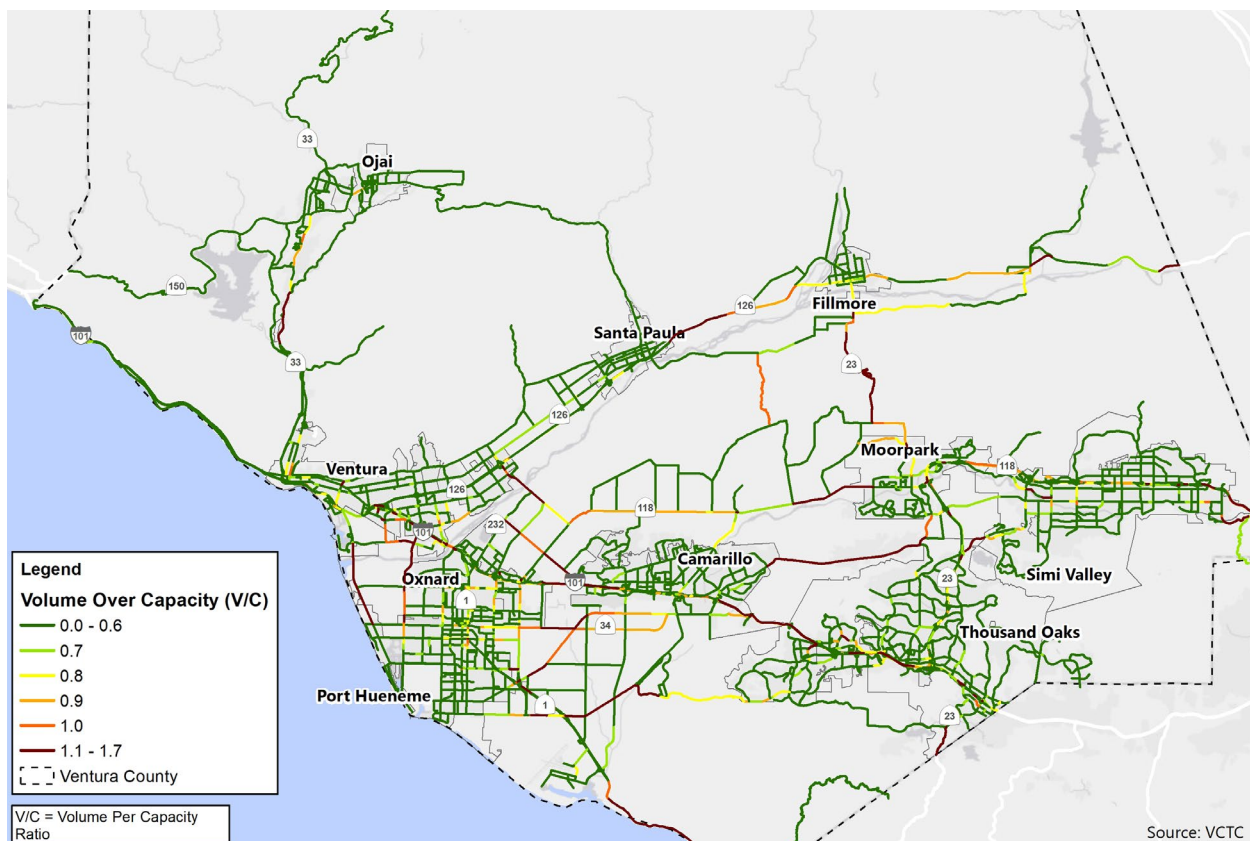 33
Ojai
150
101
33
126
Fillmore
Santa Paula
23
126
Moorpark
118
Ventura
126
118
232
101
Camarillo
101
Simi Valley
Oxnard
23
1
34
Thousand Oaks
Port Hueneme
1
23
Legend
Volume Over Capacity (V/C)
0.0 - 0.6
0.7
0.8
0.9
1.0
1.1 - 1.7
Ventura County
V/C = Volume Per Capacity
Ratio
Source: VCTC